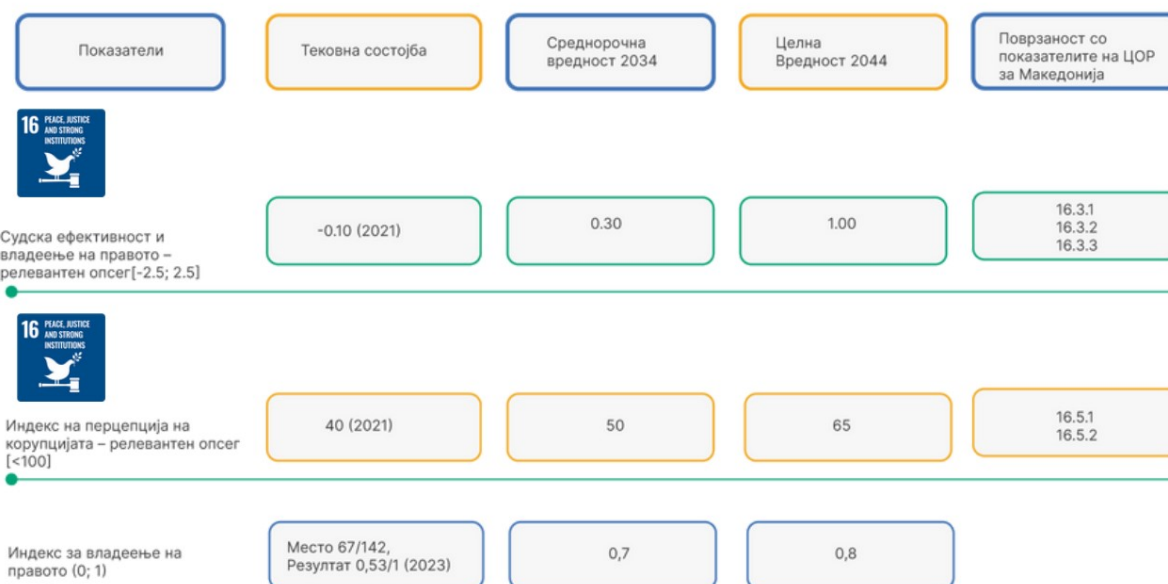 Показатели
Тековна состојба
Среднорочна
вредност 2034
Целна
Вредност 2044
Поврзаност со
показателите на ЦОР
за Македонија
16 PEACE, JUSTICE
AND STRONG
INSTITUTIONS
Судска ефективност и
владеење на правото –
релевантен опсег[-2.5; 2.5]
-0.10 (2021)
0.30
1.00
16.3.1
16.3.2
16.3.3
16 PEACE, JUSTICE
AND STRONG
INSTITUTIONS
Индекс на перцепција на
корупцијата – релевантен опсег
[<100]
40 (2021)
50
65
16.5.1
16.5.2
Индекс за владеење на
правото (0; 1)
Место 67/142,
Резултат 0,53/1 (2023)
0,7
0,8